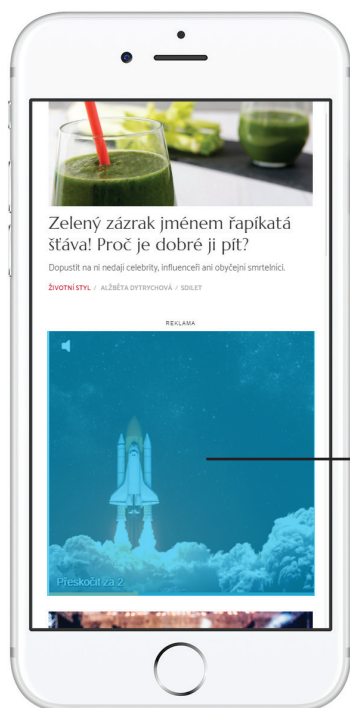 Zelený zázrak jménem řapíkatá
šťáva! Proč je dobré ji pít?
Dopustit na ni nedají celebrity, influenceři ani obyčejní smrtelníci.
ŽIVOTNÍ STYL / ALŽBĚTA DYTRYCHOVÁ / SDÍLET
REKLAMA
Přeskočit za 2